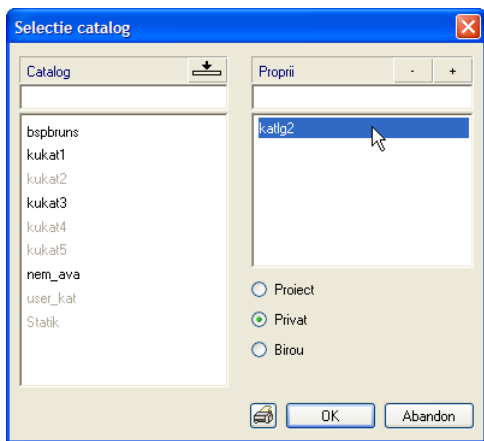 Selectie catalog
Catalog
Proprii - +
bspbruns
kukat1
kukat2
kukat3
kukat4
kukat5
nem_ava
user_kat
Statik
katlg2
Proiect
Privat
Birou
OK Abandon